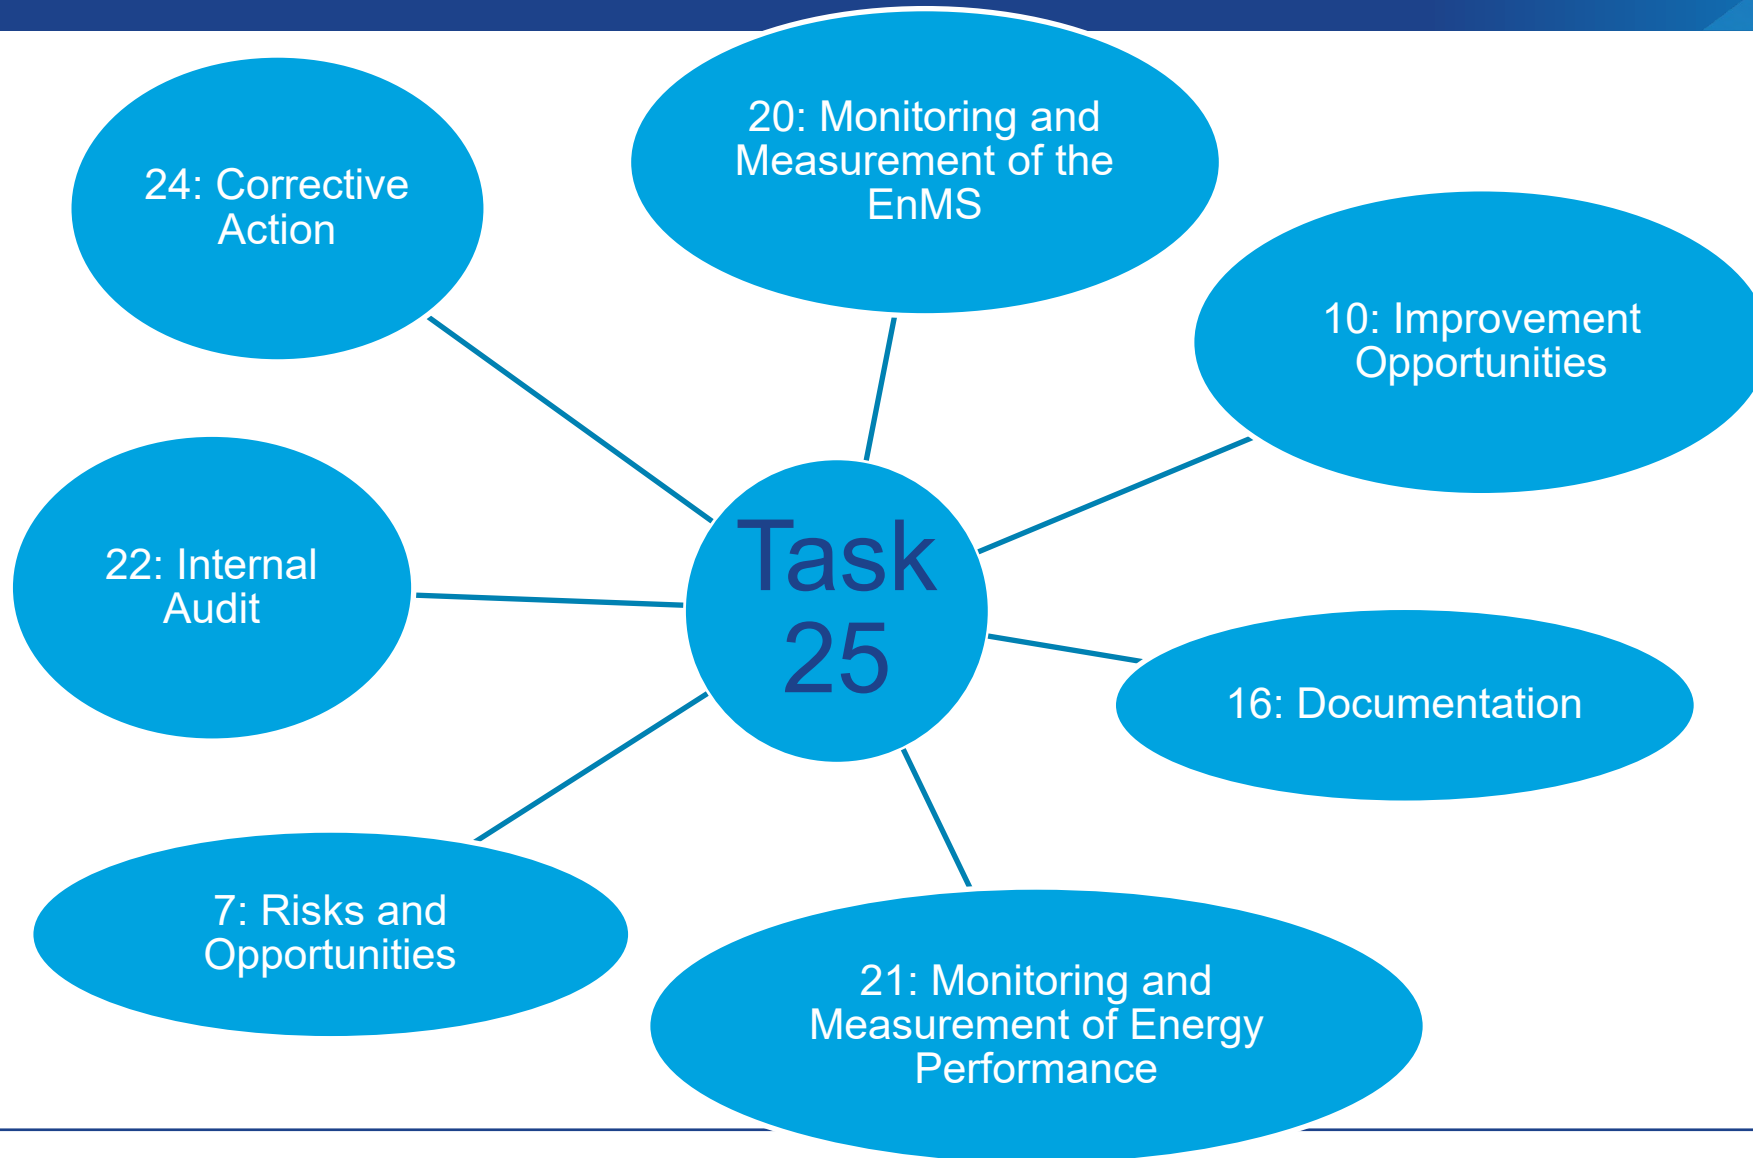 20: Monitoring and
Measurement of the
EnMS
24: Corrective
Action
10: Improvement
Opportunities
Task
25
22: Internal
Audit
16: Documentation
7: Risks and
Opportunities
21: Monitoring and
Measurement of Energy
Performance